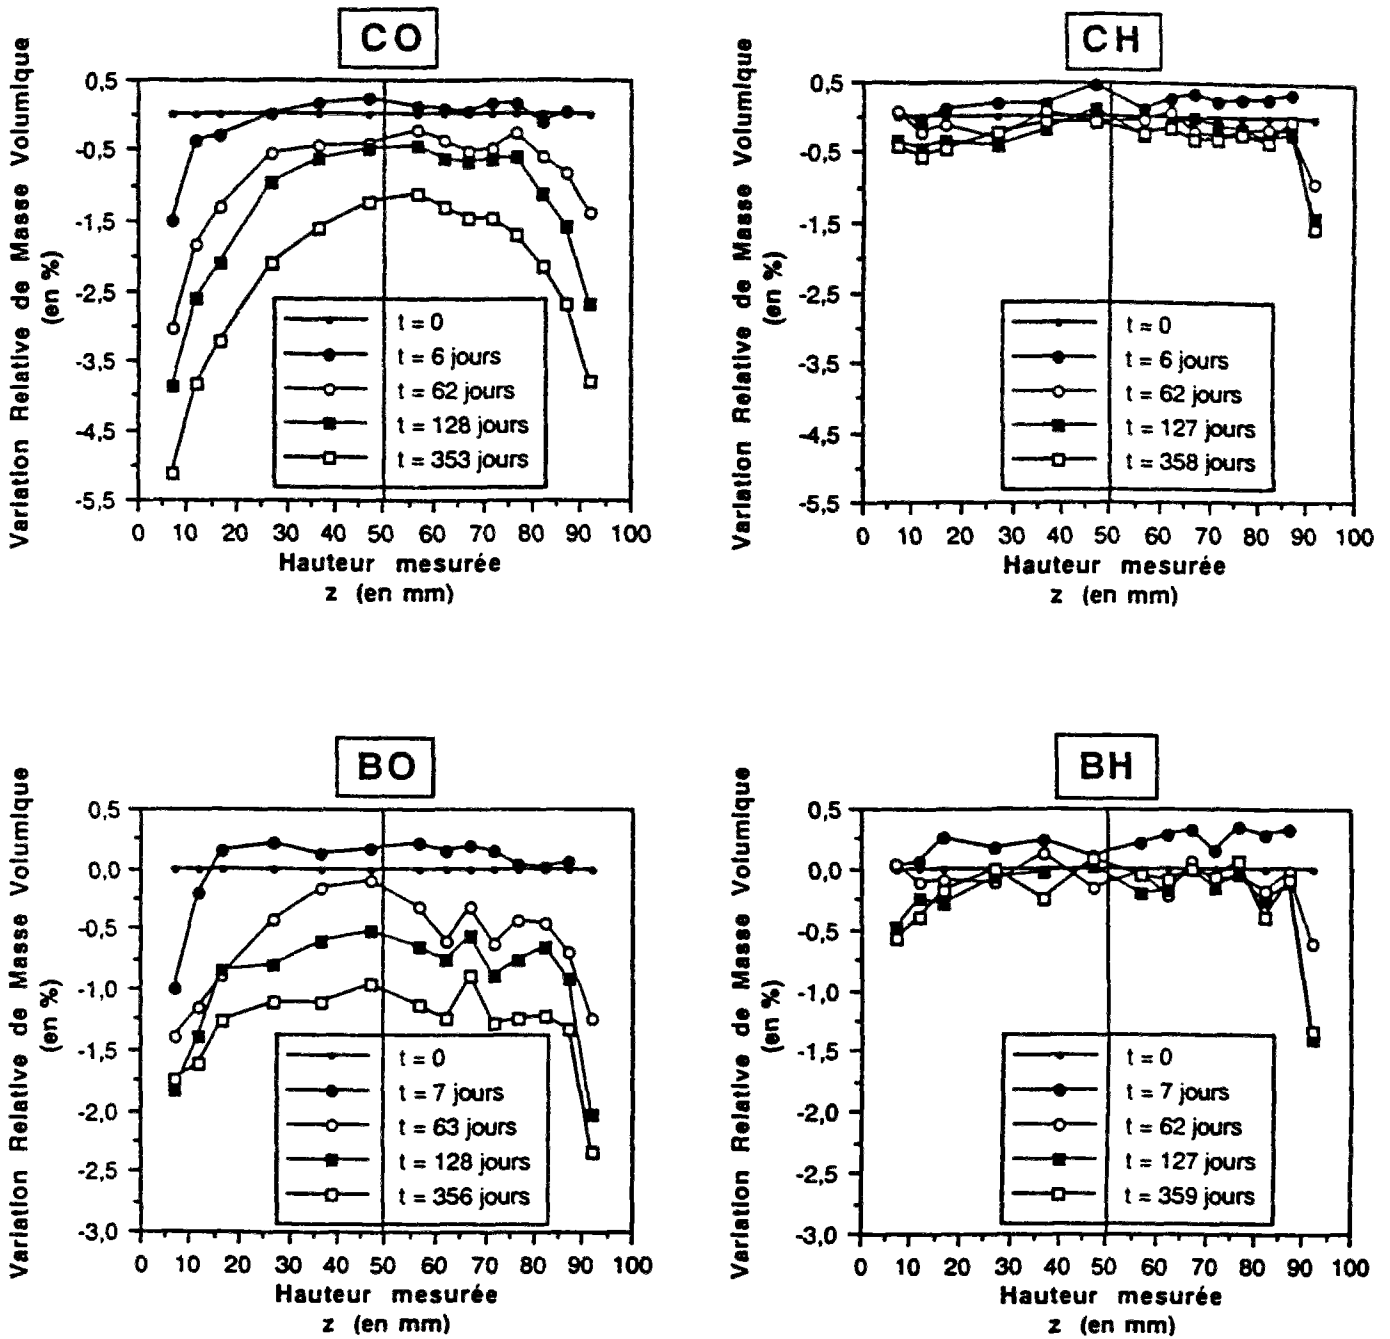 CO
Variation Relative de Masse Volumique
(en %)
0,5
-0,5
-1,5
-2,5
-3,5
-4,5
-5,5
t = 0
t = 6 jours
t = 62 jours
t = 128 jours
t = 353 jours
0 10 20 30 40 50 60 70 80 90 100
Hauteur mesurée
z (en mm)
CH
Variation Relative de Masse Volumique
(en %)
0,5
-0,5
-1,5
-2,5
-3,5
-4,5
-5,5
t = 0
t = 6 jours
t = 62 jours
t = 127 jours
t = 358 jours
0 10 20 30 40 50 60 70 80 90 100
Hauteur mesurée
z (en mm)
BO
Variation Relative de Masse Volumique
(en %)
0,5
0,0
-0,5
-1,0
-1,5
-2,0
-2,5
-3,0
t = 0
t = 7 jours
t = 63 jours
t = 128 jours
t = 356 jours
0 10 20 30 40 50 60 70 80 90 100
Hauteur mesurée
z (en mm)
BH
Variation Relative de Masse Volumique
(en %)
0,5
0,0
-0,5
-1,0
-1,5
-2,0
-2,5
-3,0
t = 0
t = 7 jours
t = 62 jours
t = 127 jours
t = 359 jours
0 10 20 30 40 50 60 70 80 90 100
Hauteur mesurée
z (en mm)